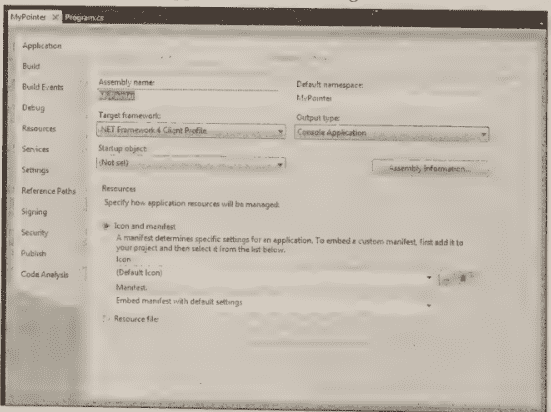 MyPointer X Program.cs
Application
Build
Build Events
Debug
Resources
Services
Settings
Reference Paths
Signing
Security
Publish
Code Analysis
Assembly name:
Default namespace:
MyPointer
Target framework:
Output type:
.NET Framework 4 Client Profile
Console Application
Startup object:
(Not set)
Assembly Information...
Resources
Specify how application resources will be managed:
Icon and manifest
A manifest determines specific settings for an application. To embed a custom manifest, first add it to
your project and then select it from the list below.
Icon:
(Default Icon)
Manifest:
Embed manifest with default settings
Resource file: